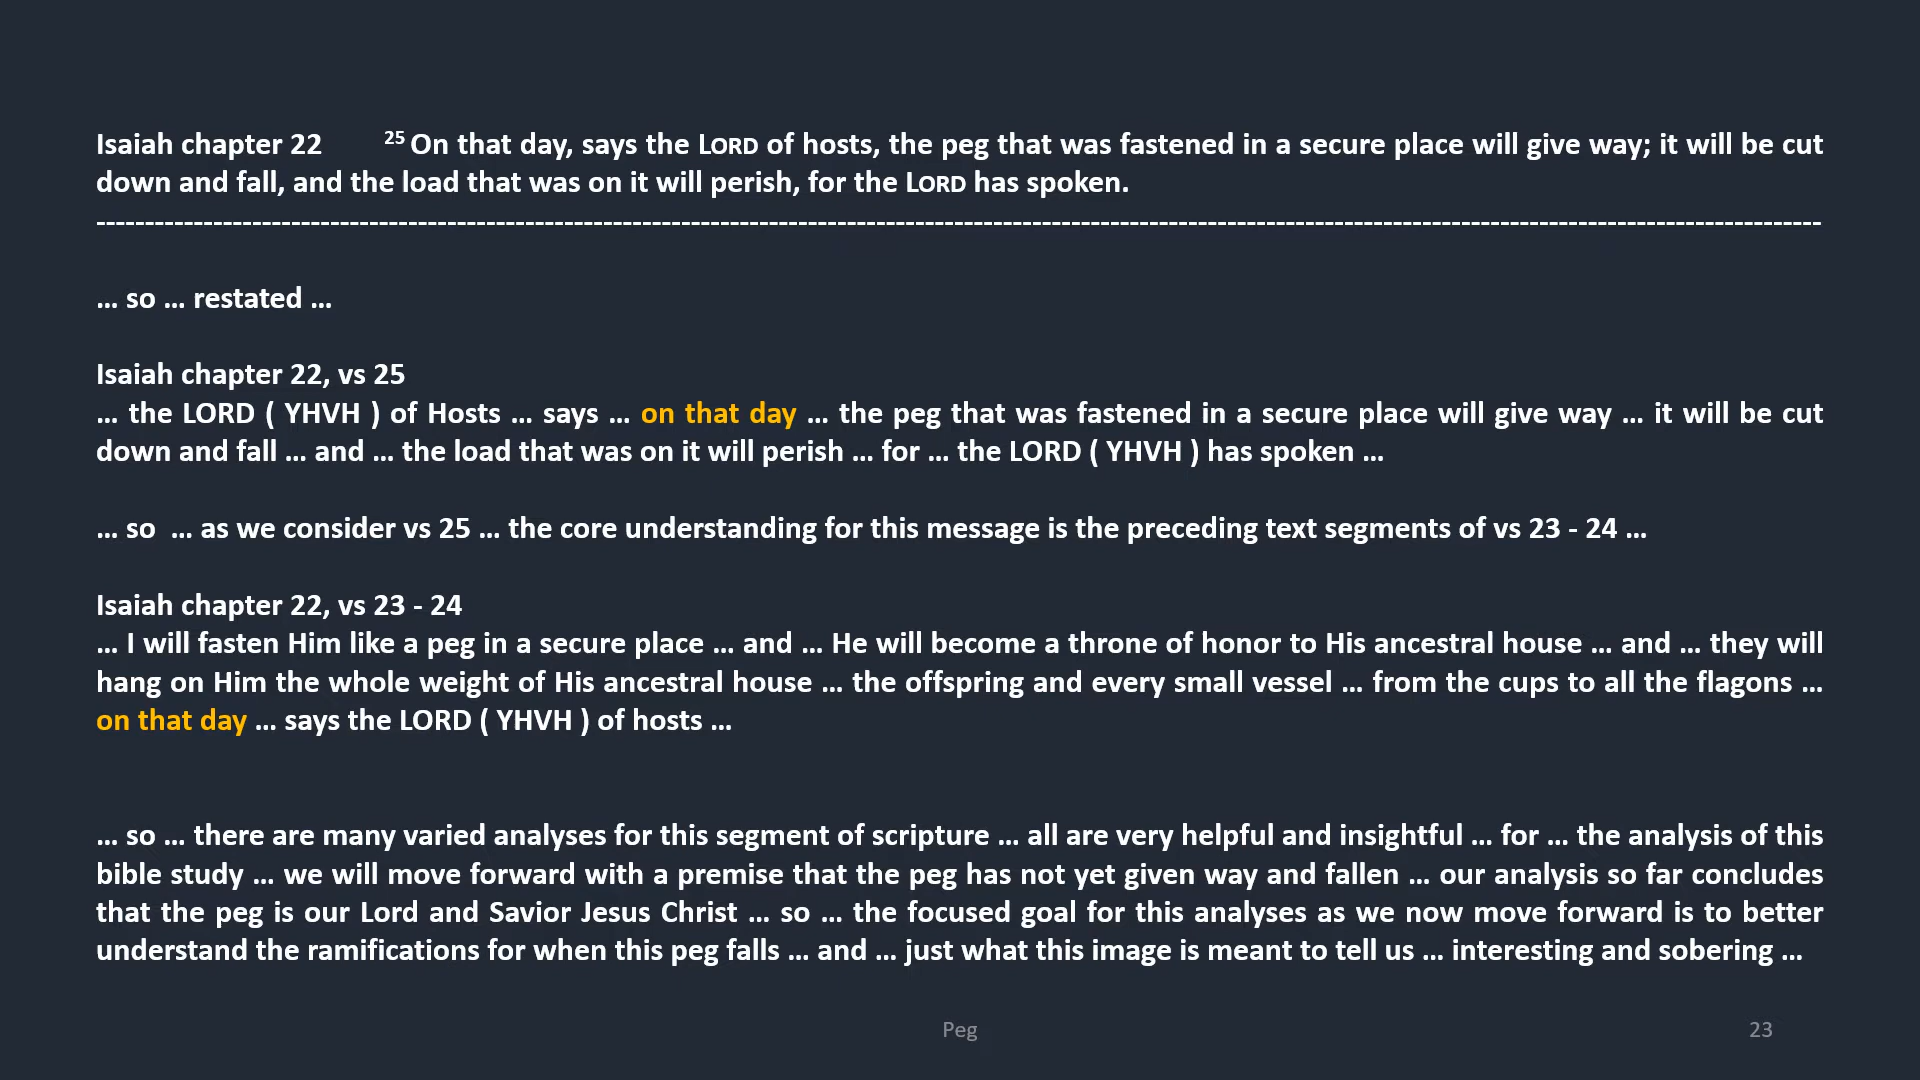 Isaiah chapter 22 25 On that day, says the LORD of hosts, the peg that was fastened in a secure place will give way; it will be cut
down and fall, and the load that was on it will perish, for the LORD has spoken.
------------------------------------------------------------------------------------------------------------------------------------------------------------------------------------
… so … restated …
Isaiah chapter 22, vs 25
… the LORD ( YHVH ) of Hosts … says … on that day … the peg that was fastened in a secure place will give way … it will be cut
down and fall … and … the load that was on it will perish … for … the LORD ( YHVH ) has spoken …
… so … as we consider vs 25 … the core understanding for this message is the preceding text segments of vs 23 - 24 …
Isaiah chapter 22, vs 23 - 24
… I will fasten Him like a peg in a secure place … and … He will become a throne of honor to His ancestral house … and … they will
hang on Him the whole weight of His ancestral house … the offspring and every small vessel … from the cups to all the flagons …
on that day … says the LORD ( YHVH ) of hosts …
… so … there are many varied analyses for this segment of scripture … all are very helpful and insightful … for … the analysis of this
bible study … we will move forward with a premise that the peg has not yet given way and fallen … our analysis so far concludes
that the peg is our Lord and Savior Jesus Christ … so … the focused goal for this analyses as we now move forward is to better
understand the ramifications for when this peg falls … and … just what this image is meant to tell us … interesting and sobering …
Peg
23